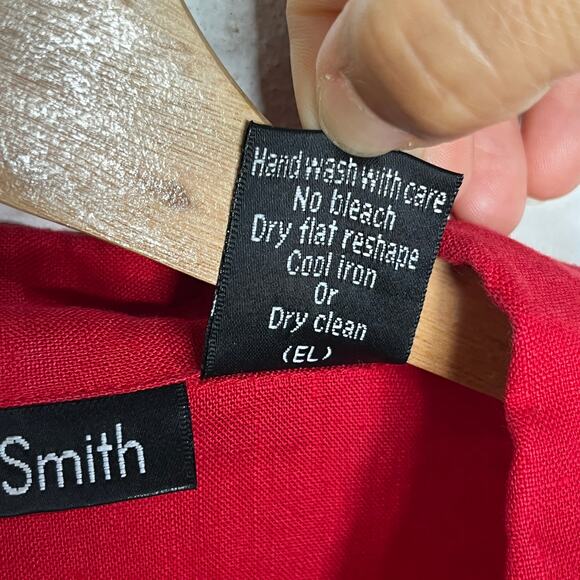 Hand wash with care
No bleach
Dry flat reshape
Cool iron
Or
Dry clean
(EL)
Smith